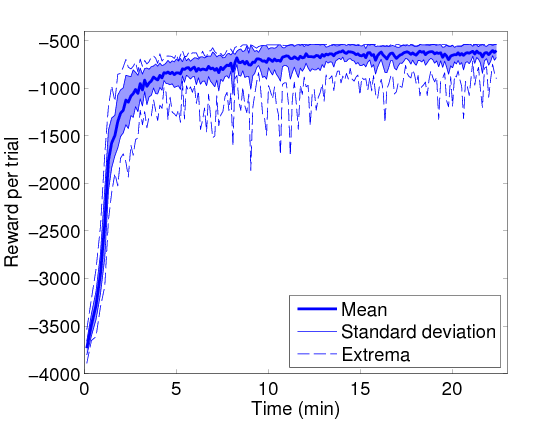 −500
−1000
−1500
−2000
−2500
−3000
−3500
−4000
Reward per trial
0
5
10
15
20
Time (min)
Mean
Standard deviation
Extrema